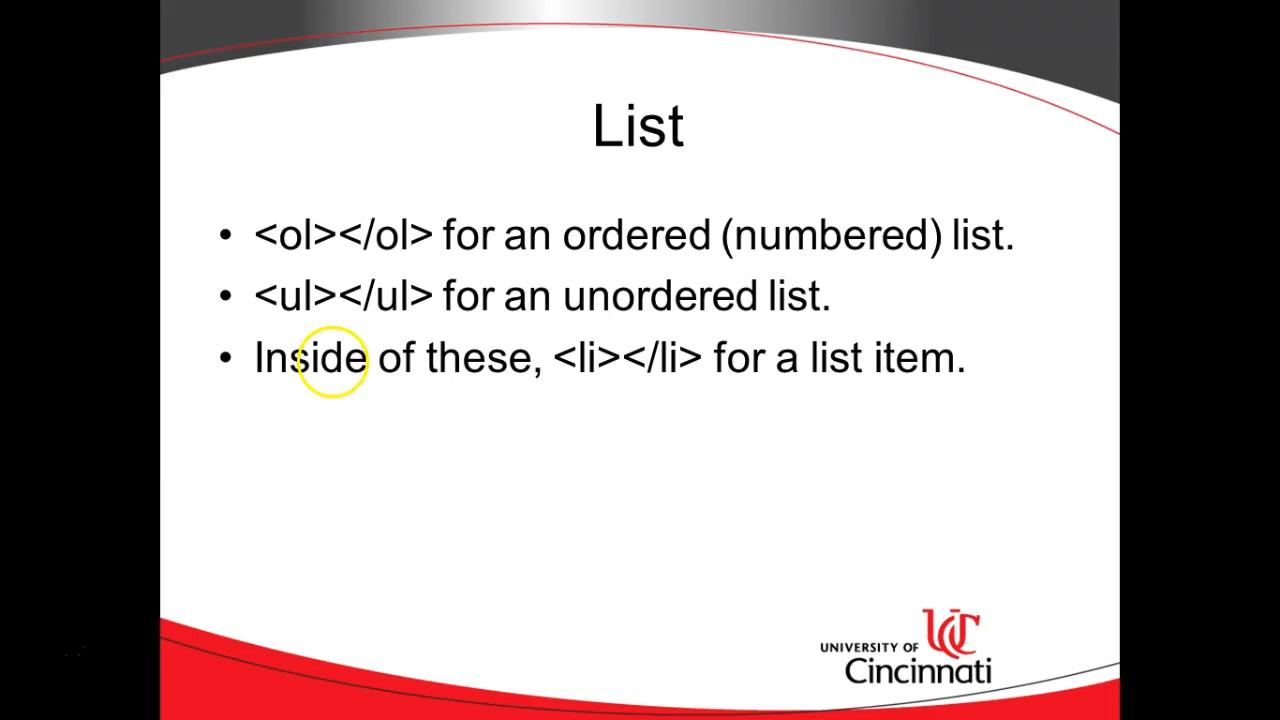 List
• <ol></ol> for an ordered (numbered) list.
• <ul></ul> for an unordered list.
• Inside of these, <li></li> for a list item.
UC
UNIVERSITY OF
Cincinnati